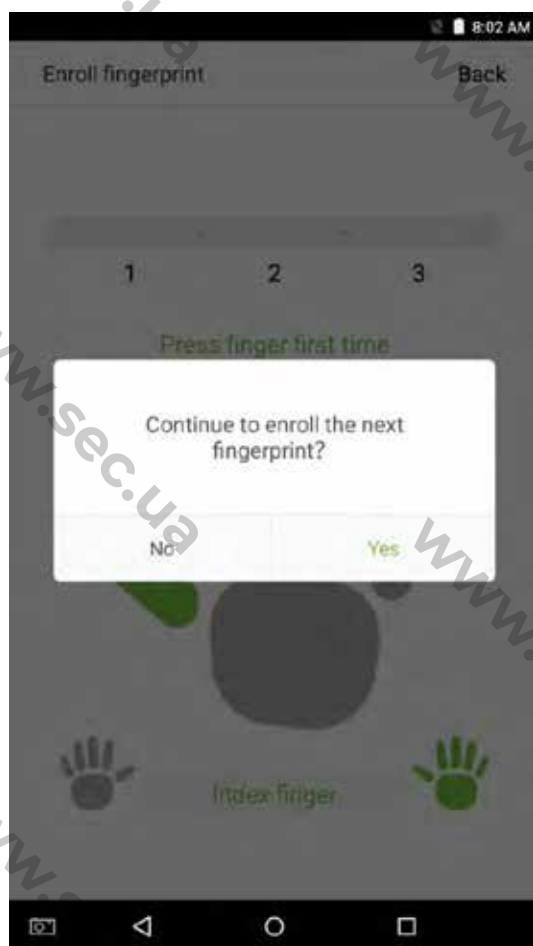 8:02 AM
Enroll fingerprint Back
1 2 3
Press finger first time
Continue to enroll the next
fingerprint?
No Yes
Index finger
www.sec.ua